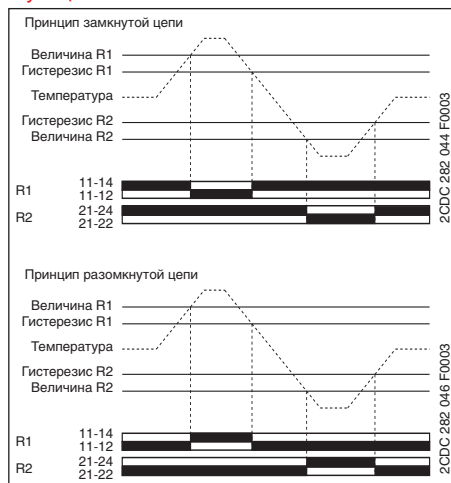 Принцип замкнутой цепи
Величина R1
Гистерезис R1
Температура
Гистерезис R2
Величина R2
R1
11-14
11-12
R2
21-24
21-22
2CDC 282 044 F0003
Принцип разомкнутой цепи
Величина R1
Гистерезис R1
Температура
Гистерезис R2
Величина R2
R1
11-14
11-12
R2
21-24
21-22
2CDC 282 046 F0003